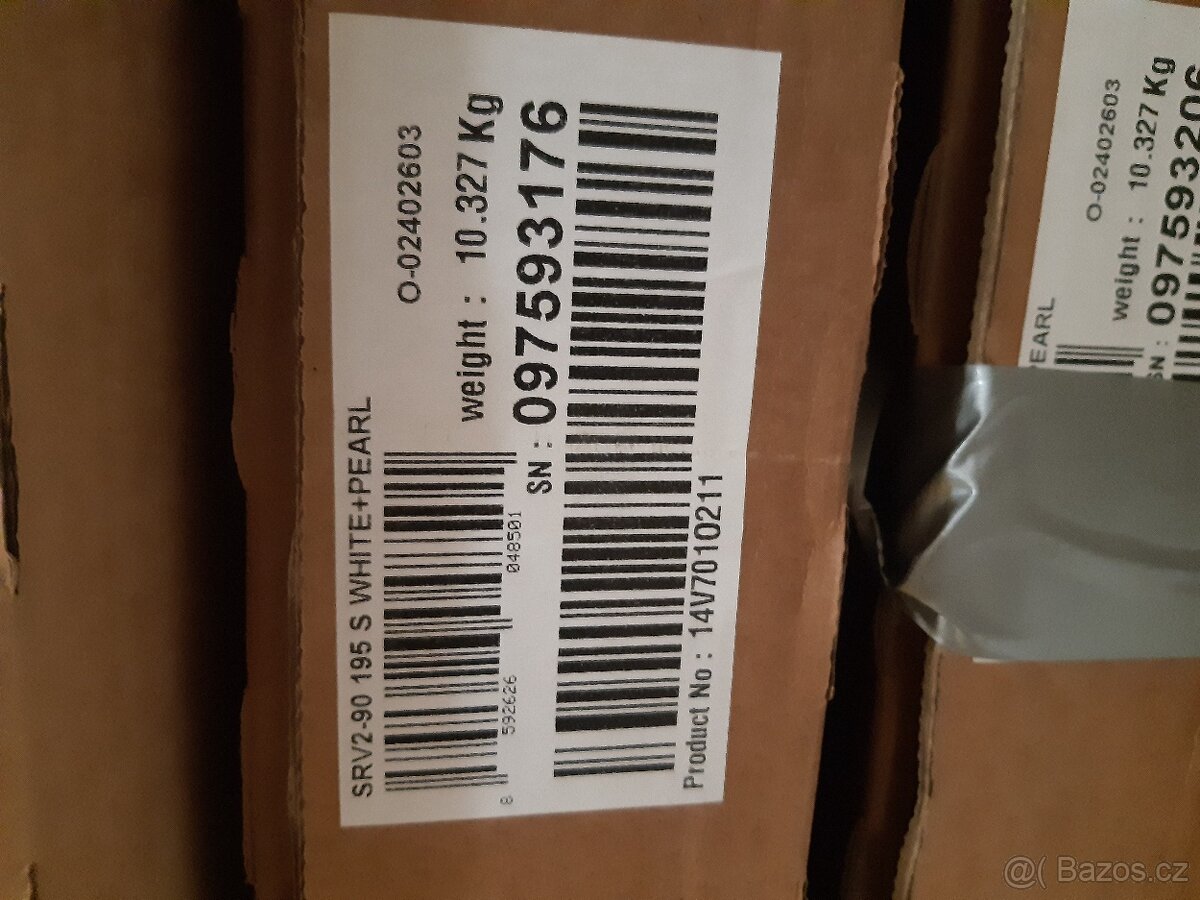 SRV2-90 195 S WHITE+PEARL
O-02402603
weight : 10.327 Kg
8 592626 048501
SN : 097593176
Product No : 14V7010211
PEARL
O-02402603
weight : 10.327 Kg
SN : 097593206
@( Bazos.cz